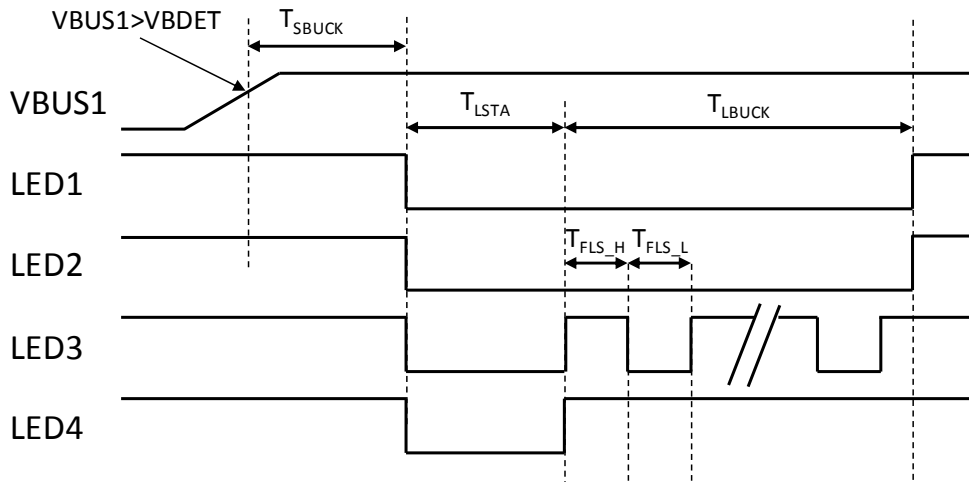 VBUS1>VBDET
TSBUCK
VBUS1
TLSTA
TLBUCK
LED1
LED2
TFLS_H
TFLS_L
LED3
LED4